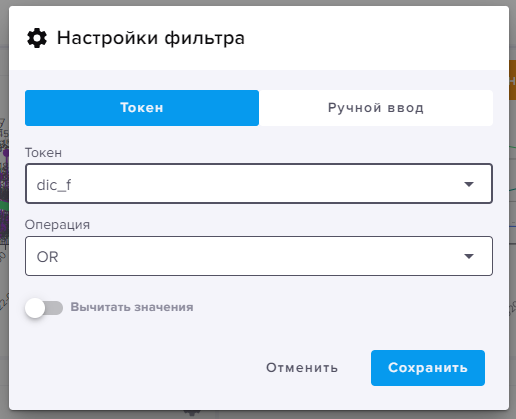 Настройки фильтра
Токен
Ручной ввод
Токен
dic_f
Операция
OR
Вычитать значения
Отменить
Сохранить